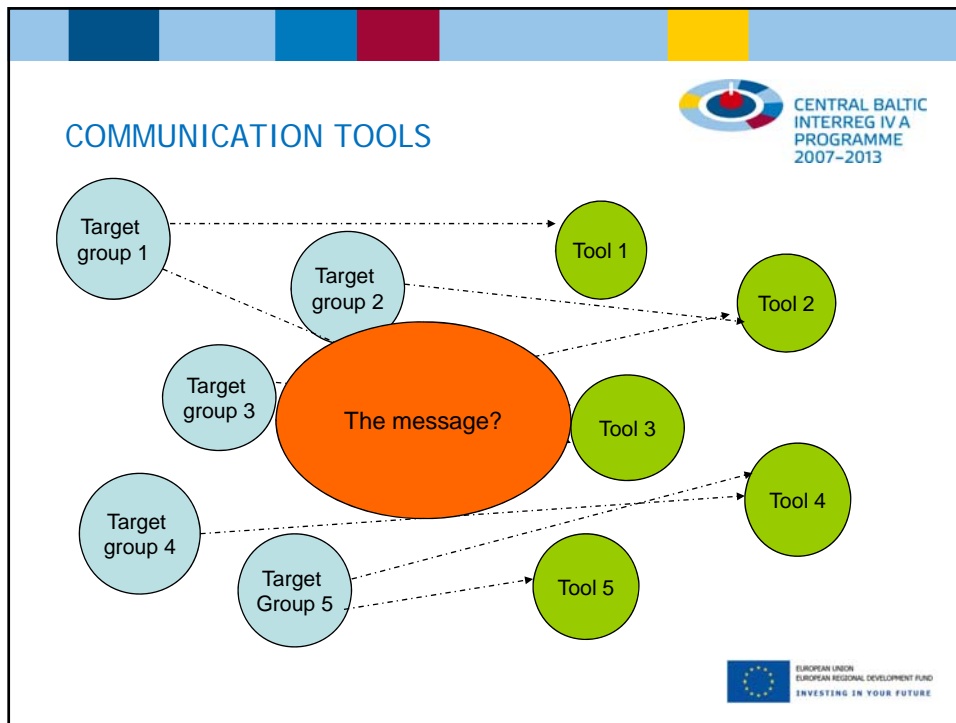 CENTRAL BALTIC
INTERREG IV A
PROGRAMME
2007–2013
COMMUNICATION TOOLS
Target
group 1
Tool 1
Target
group 2
Tool 2
Target
group 3
The message?
Tool 3
Target
group 4
Tool 4
Target
Group 5
Tool 5
EUROPEAN UNION
EUROPEAN REGIONAL DEVELOPMENT FUND
INVESTING IN YOUR FUTURE